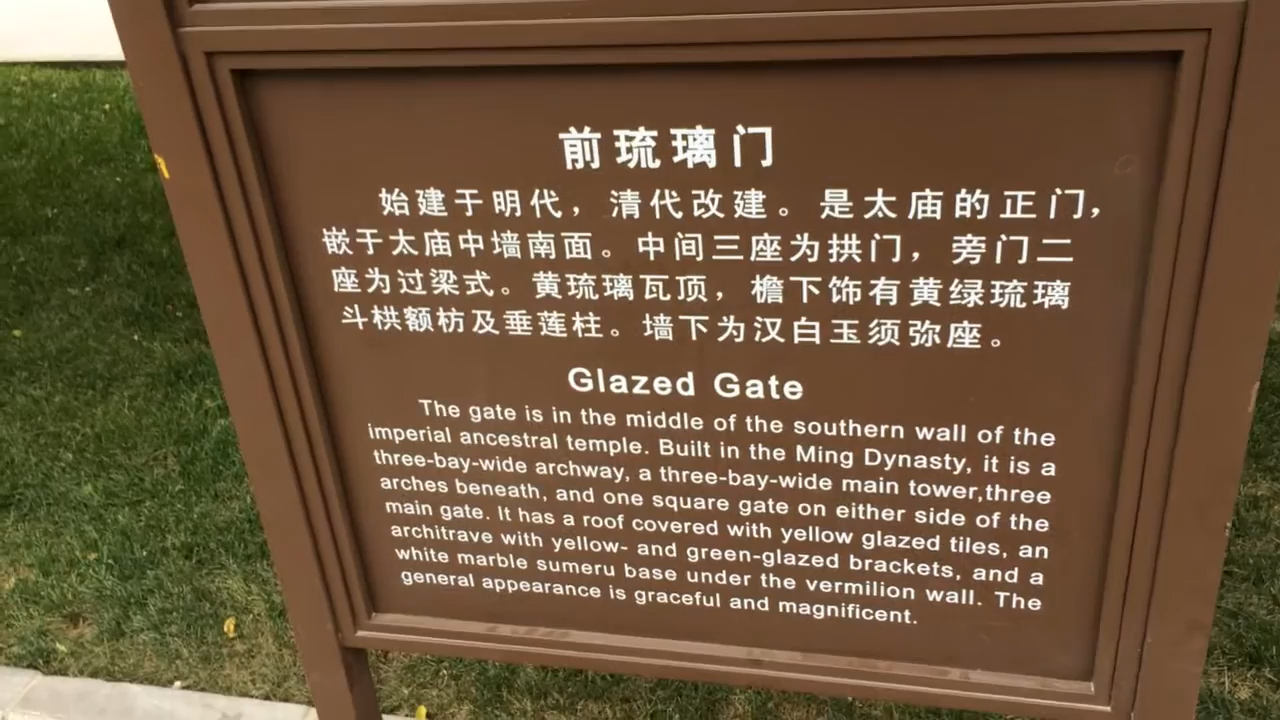 前琉璃门
始建于明代，清代改建。是太庙的正门，
嵌于太庙中墙南面。中间三座为拱门，旁门二
座为过梁式。黄琉璃瓦顶，檐下饰有黄绿琉璃
斗栱额枋及垂莲柱。墙下为汉白玉须弥座。
Glazed Gate
The gate is in the middle of the southern wall of the
imperial ancestral temple. Built in the Ming Dynasty, it is a
three-bay-wide archway, a three-bay-wide main tower,three
arches beneath, and one square gate on either side of the
main gate. It has a roof covered with yellow glazed tiles, an
architrave with yellow- and green-glazed brackets, and a
white marble sumeru base under the vermilion wall. The
general appearance is graceful and magnificent.